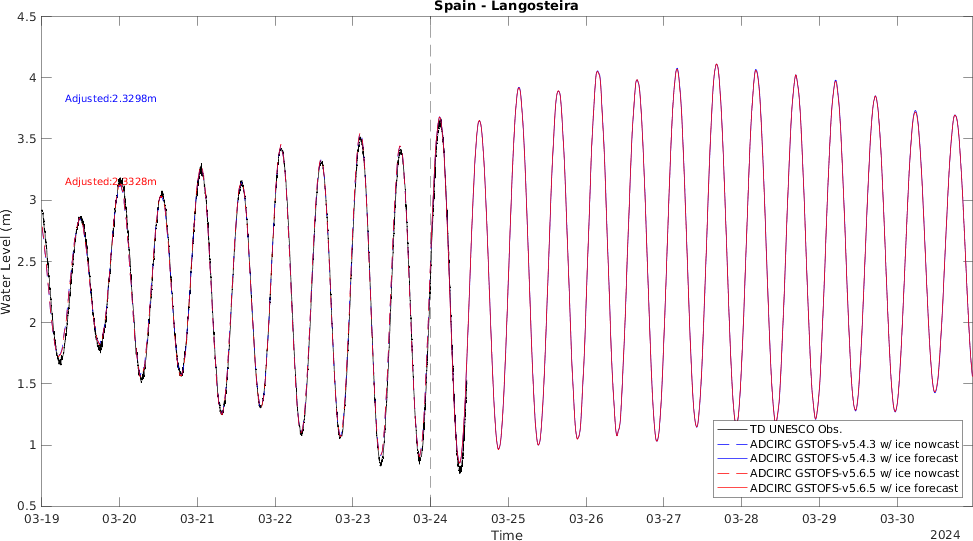 Spain - Langosteira
4.5
4
3.5
3
2.5
2
1.5
1
0.5
Water Level (m)
Adjusted:2.3298m
Adjusted:2.3328m
TD UNESCO Obs.
ADCIRC GSTOFS-v5.4.3 w/ ice nowcast
ADCIRC GSTOFS-v5.4.3 w/ ice forecast
ADCIRC GSTOFS-v5.6.5 w/ ice nowcast
ADCIRC GSTOFS-v5.6.5 w/ ice forecast
03-19 03-20 03-21 03-22 03-23 03-24 03-25 03-26 03-27 03-28 03-29 03-30
Time
2024